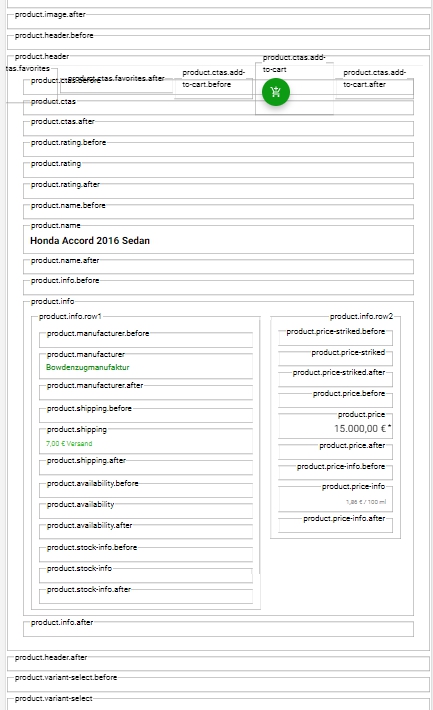 product.image.after
product.header.before
product.header
product.ctas.add-
to-cart
tas.favorites
product.ctas.before
product.ctas.favorites.after
product.ctas.add-
to-cart.before
product.ctas.add-
to-cart.after
product.ctas
product.ctas.after
product.rating.before
product.rating
product.rating.after
product.name.before
product.name
Honda Accord 2016 Sedan
product.name.after
product.info.before
product.info
product.info.row1
product.manufacturer.before
product.manufacturer
Bowdenzugmanufaktur
product.manufacturer.after
product.shipping.before
product.shipping
7,00 € Versand
product.shipping.after
product.availability.before
product.availability
product.availability.after
product.stock-info.before
product.stock-info
product.stock-info.after
product.info.row2
product.price-striked.before
product.price-striked
product.price-striked.after
product.price.before
product.price
15.000,00 € *
product.price.after
product.price-info.before
product.price-info
1,86 € / 100 ml
product.price-info.after
product.info.after
product.header.after
product.variant-select.before
product.variant-select